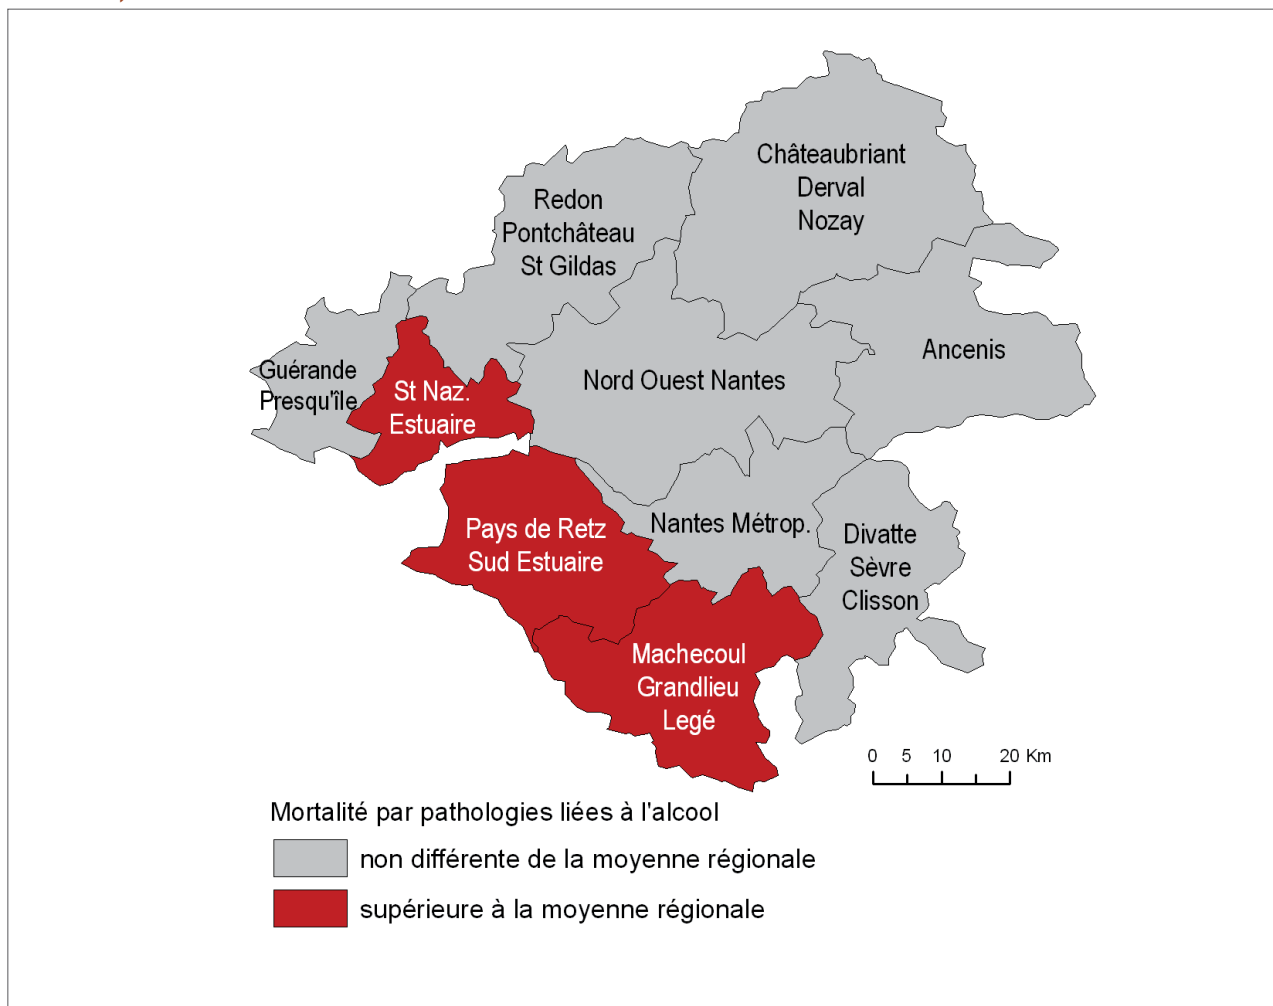 Châteaubriant
Derval
Nozay
Redon
Pontchâteau
St Gildas
Ancenis
Guérande
Presqu'île
St Naz.
Estuaire
Nord Ouest Nantes
Pays de Retz
Sud Estuaire
Nantes Métrop.
Divatte
Sèvre
Clisson
Machecoul
Grandlieu
Legé
0 5 10 20 Km
Mortalité par pathologies liées à l'alcool
non différente de la moyenne régionale
supérieure à la moyenne régionale